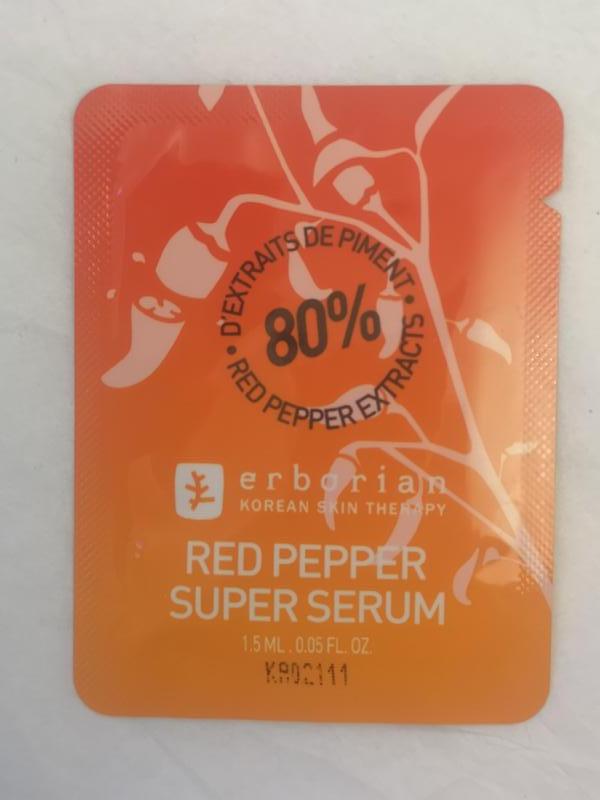 D'EXTRAITS DE PIMENT •
80%
RED PEPPER EXTRACTS •
erborian
KOREAN SKIN THERAPY
RED PEPPER
SUPER SERUM
1.5 ML . 0.05 FL. OZ.
KA02111